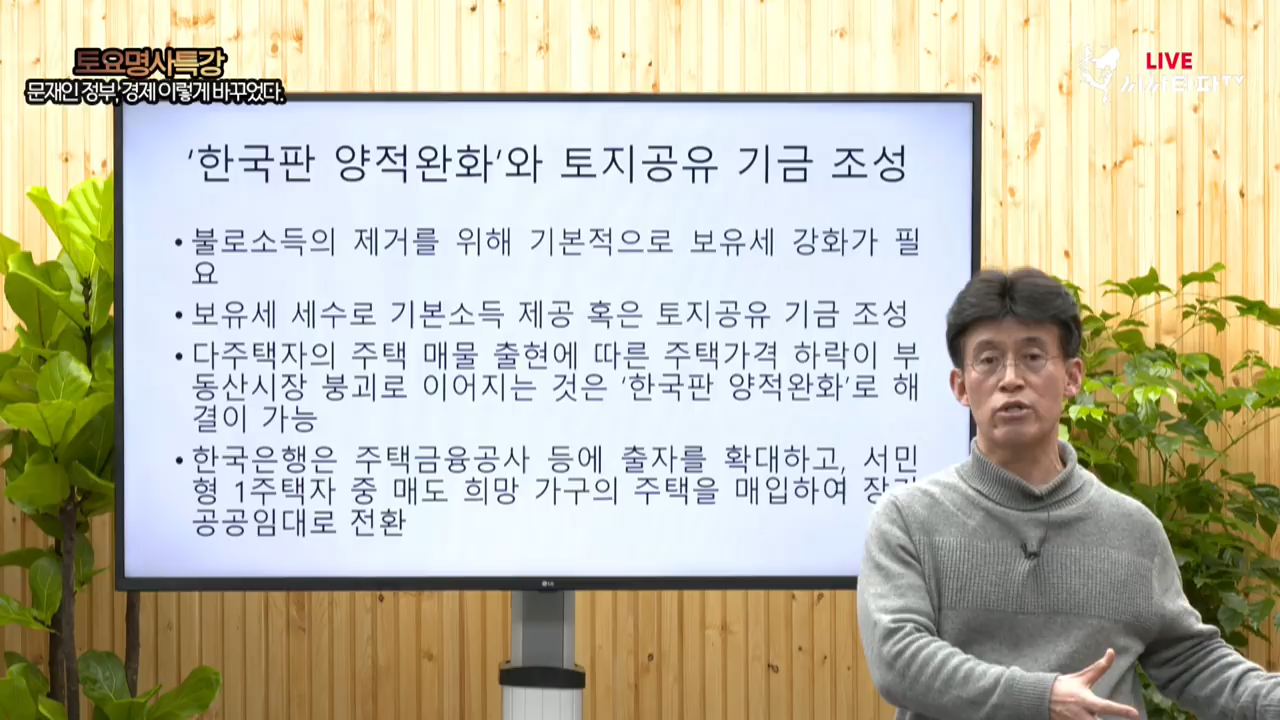 토요명사특강
문재인 정부, 경제 이렇게 바꾸었다.
LIVE
씨사타파TV
'한국판 양적완화'와 토지공유 기금 조성
• 불로소득의 제거를 위해 기본적으로 보유세 강화가 필
요
• 보유세 세수로 기본소득 제공 혹은 토지공유 기금 조성
• 다주택자의 주택 매물 출현에 따른 주택가격 하락이 부
동산시장 붕괴로 이어지는 것은 '한국판 양적완화'로 해
결이 가능
• 한국은행은 주택금융공사 등에 출자를 확대하고, 서민
형 1주택자 중 매도 희망 가구의 주택을 매입하여
공공임대로 전환
LG